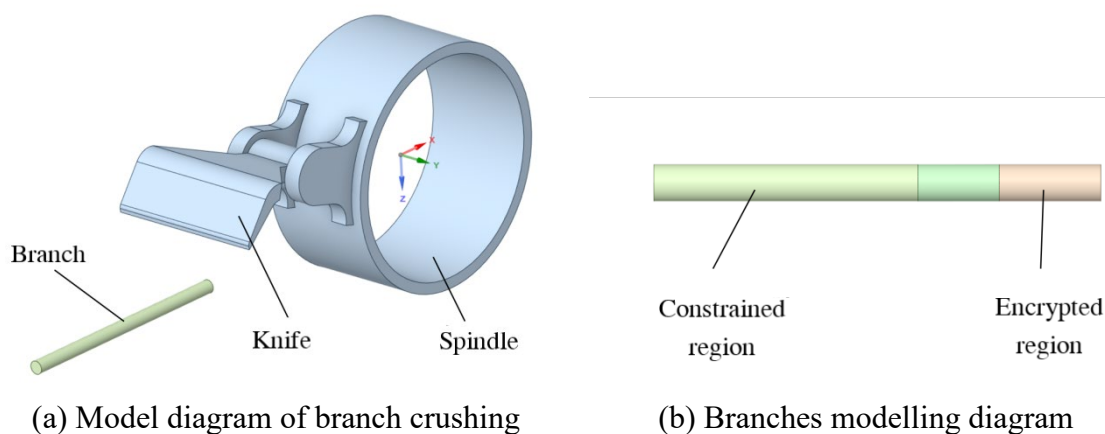 X
Y
Z
Branch
Knife
Spindle
Constrained
region
Encrypted
region
(a) Model diagram of branch crushing
(b) Branches modelling diagram